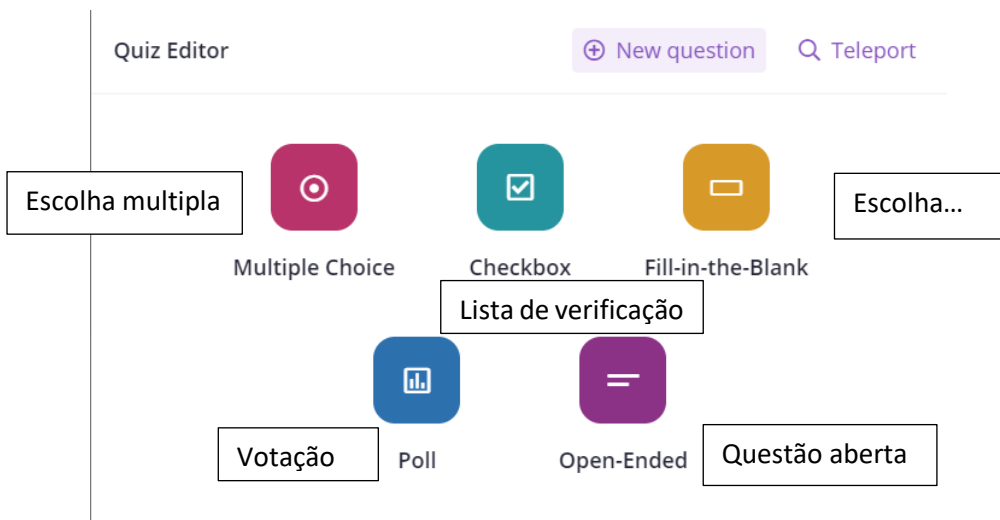 Quiz Editor
New question
Teleport
Escolha multipla
Escolha...
Multiple Choice
Checkbox
Fill-in-the-Blank
Lista de verificação
Votação
Poll
Open-Ended
Questão aberta